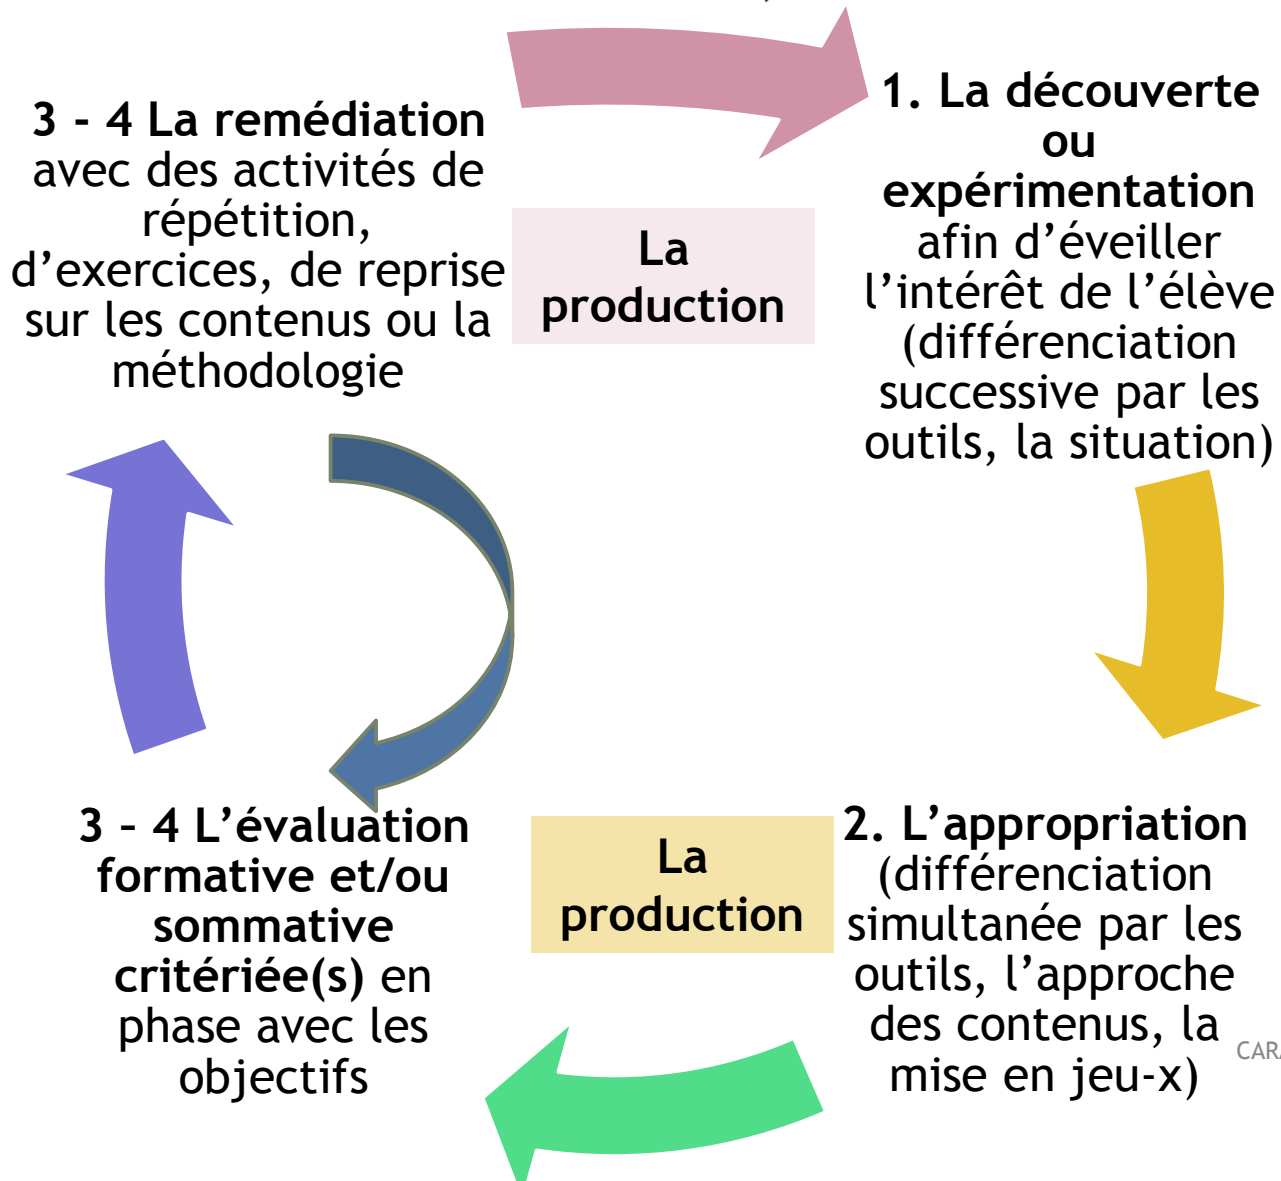 3 - 4 La remédiation
avec des activités de
répétition,
d’exercices, de reprise
sur les contenus ou la
méthodologie
La
production
1. La découverte
ou
expérimentation
afin d’éveiller
l’intérêt de l’élève
(différenciation
successive par les
outils, la situation)
3 – 4 L’évaluation
formative et/ou
sommative
critériée(s) en
phase avec les
objectifs
La
production
2. L’appropriation
(différenciation
simultanée par les
outils, l’approche
des contenus, la
mise en jeu-x)